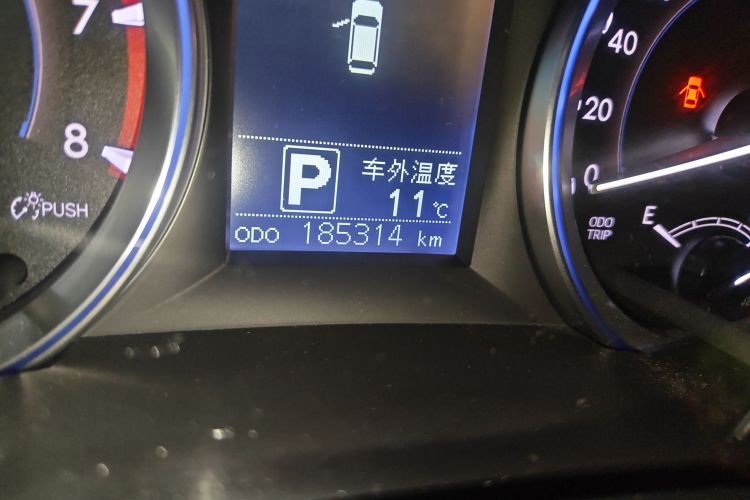 7
8
PUSH
P
车外温度
11℃
ODO 185314 km
40
20
0
ODO
TRIP
E